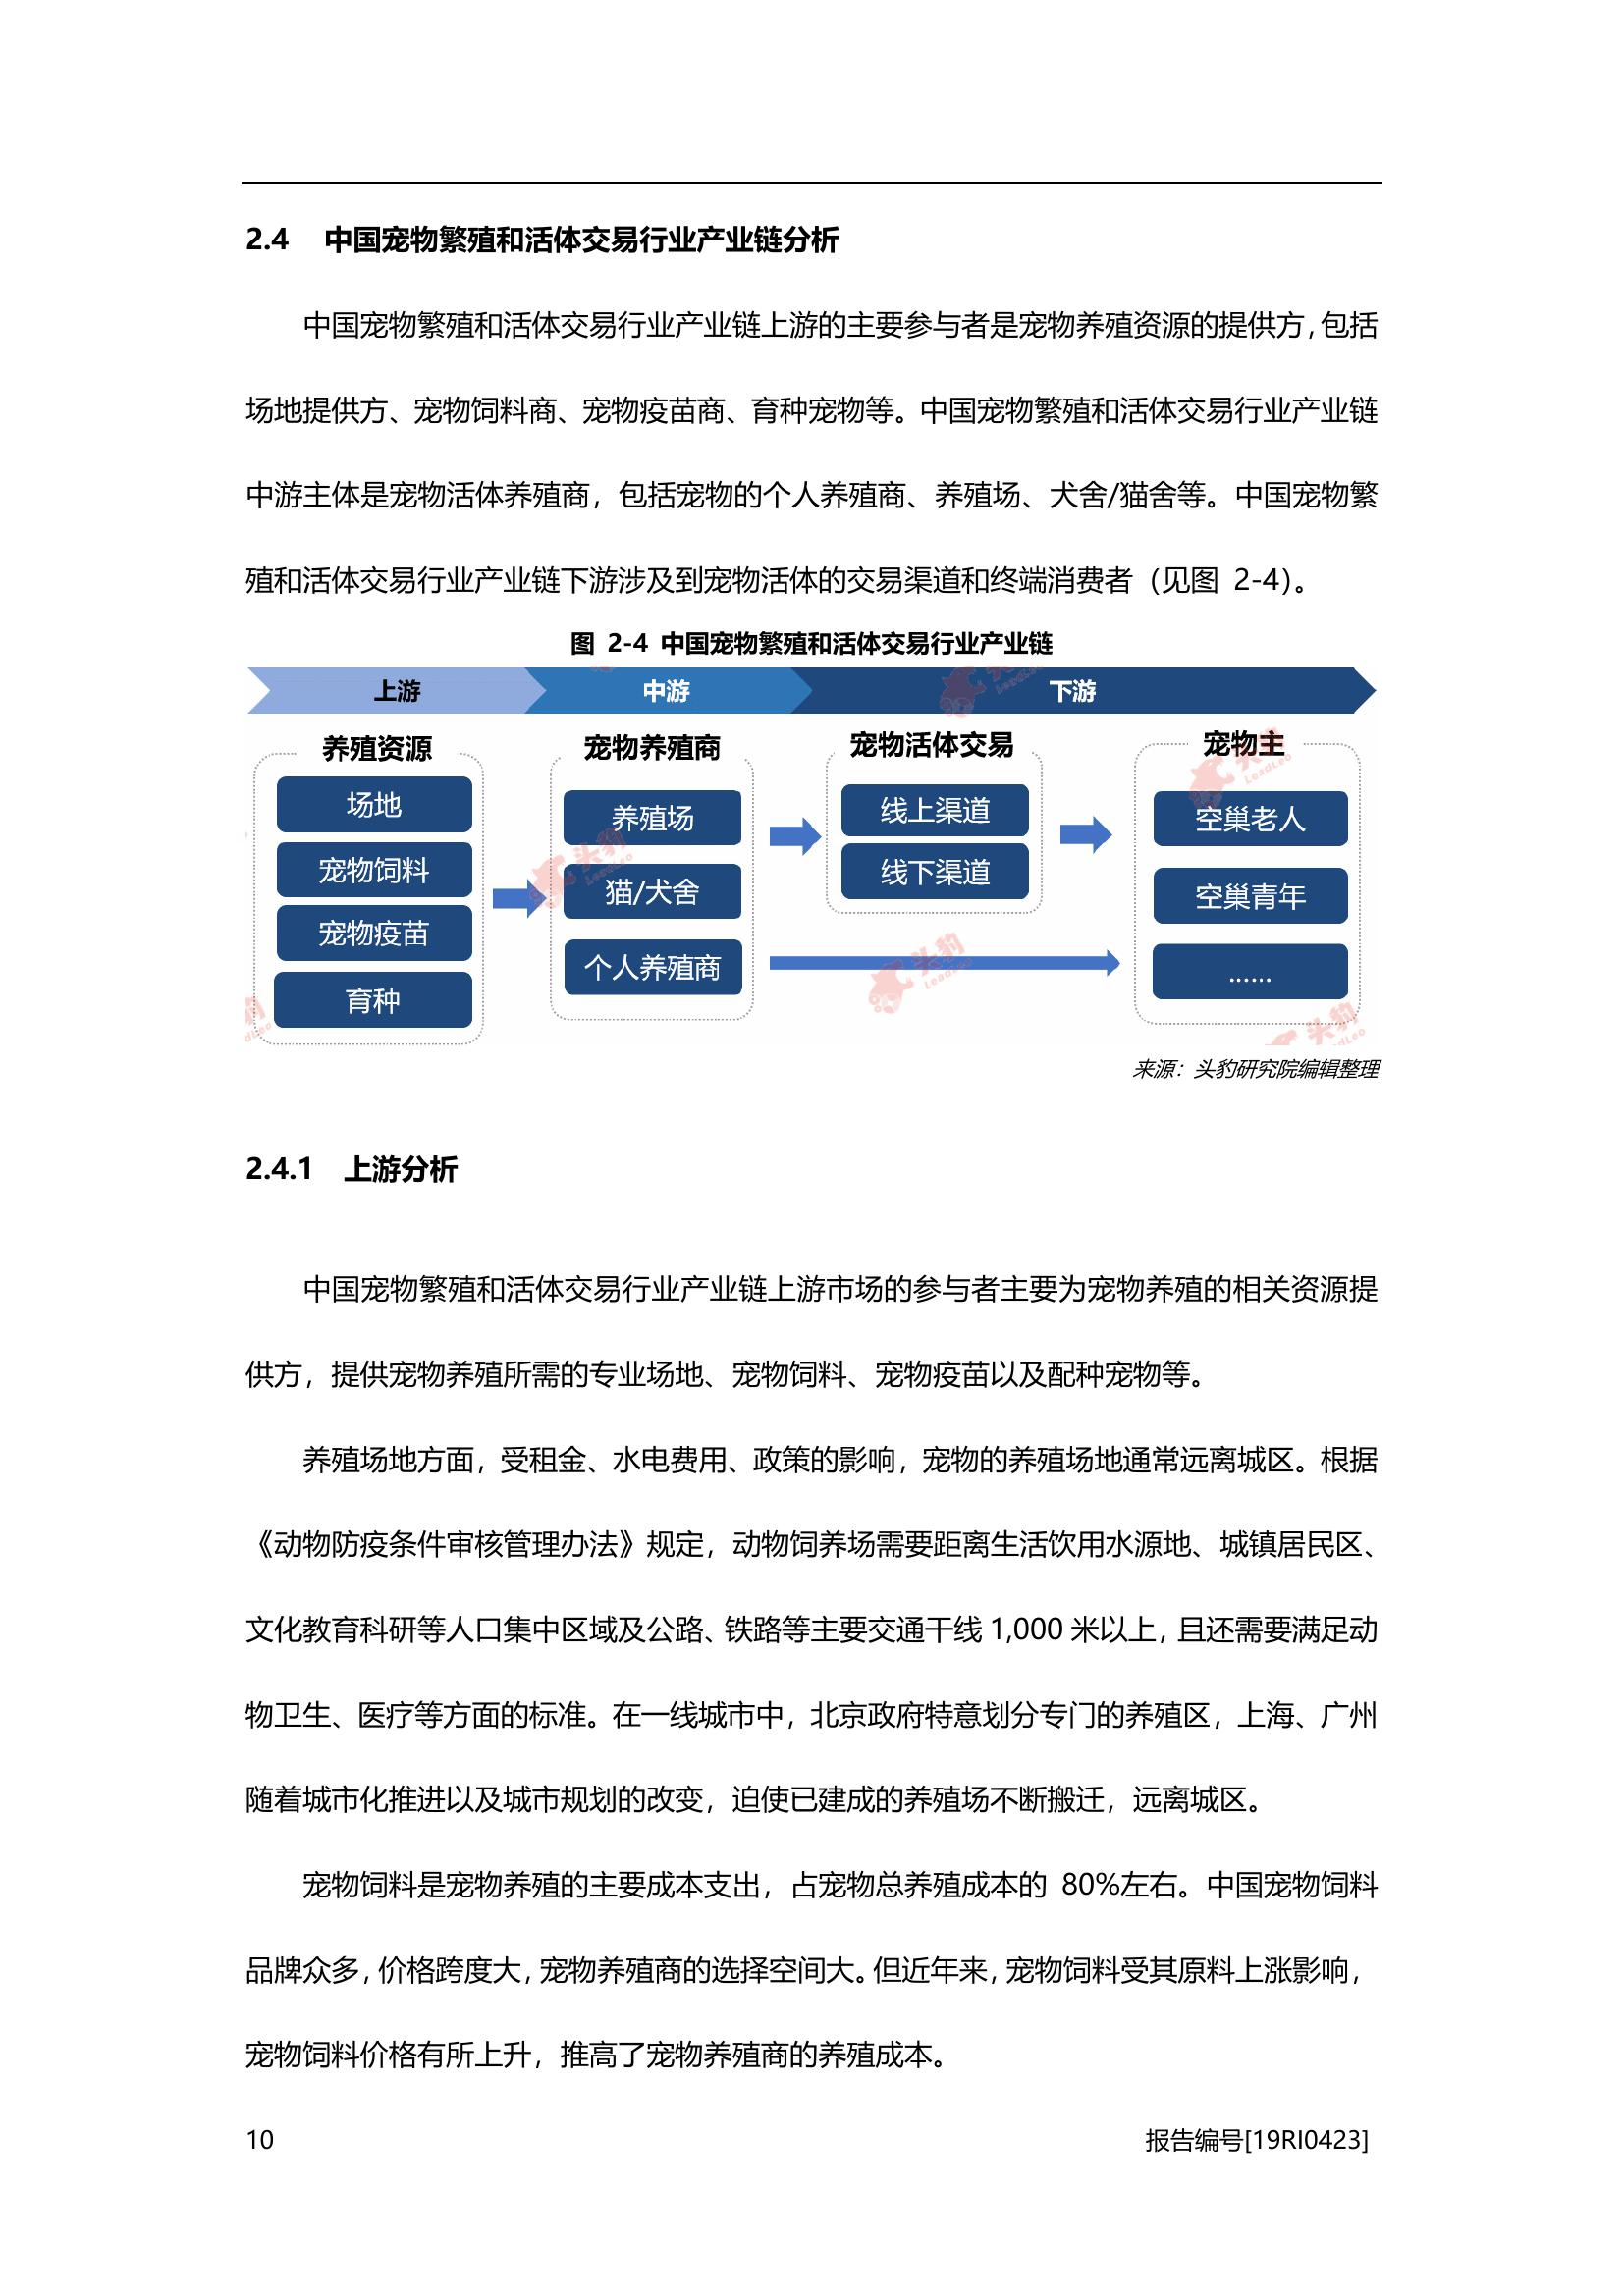 2.4 中国宠物繁殖和活体交易行业产业链分析
中国宠物繁殖和活体交易行业产业链上游的主要参与者是宠物养殖资源的提供方，包括
场地提供方、宠物饲料商、宠物疫苗商、育种宠物等。中国宠物繁殖和活体交易行业产业链
中游主体是宠物活体养殖商，包括宠物的个人养殖商、养殖场、犬舍/猫舍等。中国宠物繁
殖和活体交易行业产业链下游涉及到宠物活体的交易渠道和终端消费者（见图 2-4）。
图 2-4 中国宠物繁殖和活体交易行业产业链
上游
中游
下游
养殖资源
场地
宠物饲料
宠物疫苗
育种
宠物养殖商
养殖场
猫/犬舍
个人养殖商
宠物活体交易
线上渠道
线下渠道
宠物主
空巢老人
空巢青年
……
头豹
LeadLeo
来源：头豹研究院编辑整理
2.4.1 上游分析
中国宠物繁殖和活体交易行业产业链上游市场的参与者主要为宠物养殖的相关资源提
供方，提供宠物养殖所需的专业场地、宠物饲料、宠物疫苗以及配种宠物等。
养殖场地方面，受租金、水电费用、政策的影响，宠物的养殖场地通常远离城区。根据
《动物防疫条件审核管理办法》规定，动物饲养场需要距离生活饮用水源地、城镇居民区、
文化教育科研等人口集中区域及公路、铁路等主要交通干线 1,000 米以上，且还需要满足动
物卫生、医疗等方面的标准。在一线城市中，北京政府特意划分专门的养殖区，上海、广州
随着城市化推进以及城市规划的改变，迫使已建成的养殖场不断搬迁，远离城区。
宠物饲料是宠物养殖的主要成本支出，占宠物总养殖成本的 80%左右。中国宠物饲料
品牌众多，价格跨度大，宠物养殖商的选择空间大。但近年来，宠物饲料受其原料上涨影响，
宠物饲料价格有所上升，推高了宠物养殖商的养殖成本。
10
报告编号[19RI0423]